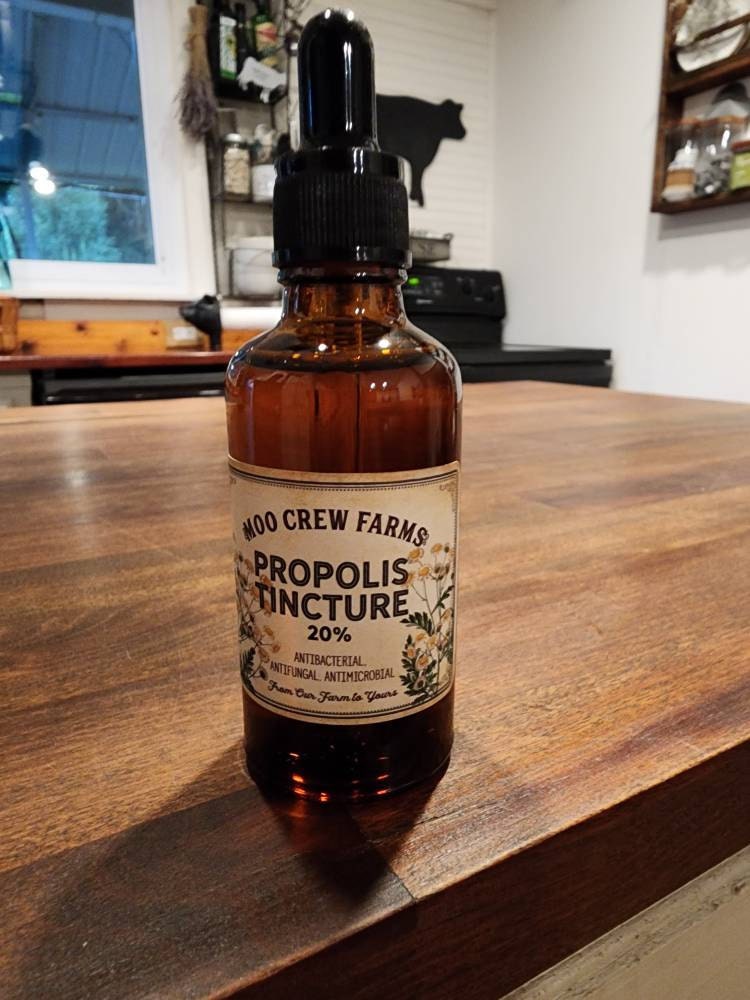 MOO CREW FARMS
PROPOLIS
TINCTURE
20%
ANTIBACTERIAL,
ANTIFUNGAL, ANTIMICROBIAL
From Our Farm to Yours